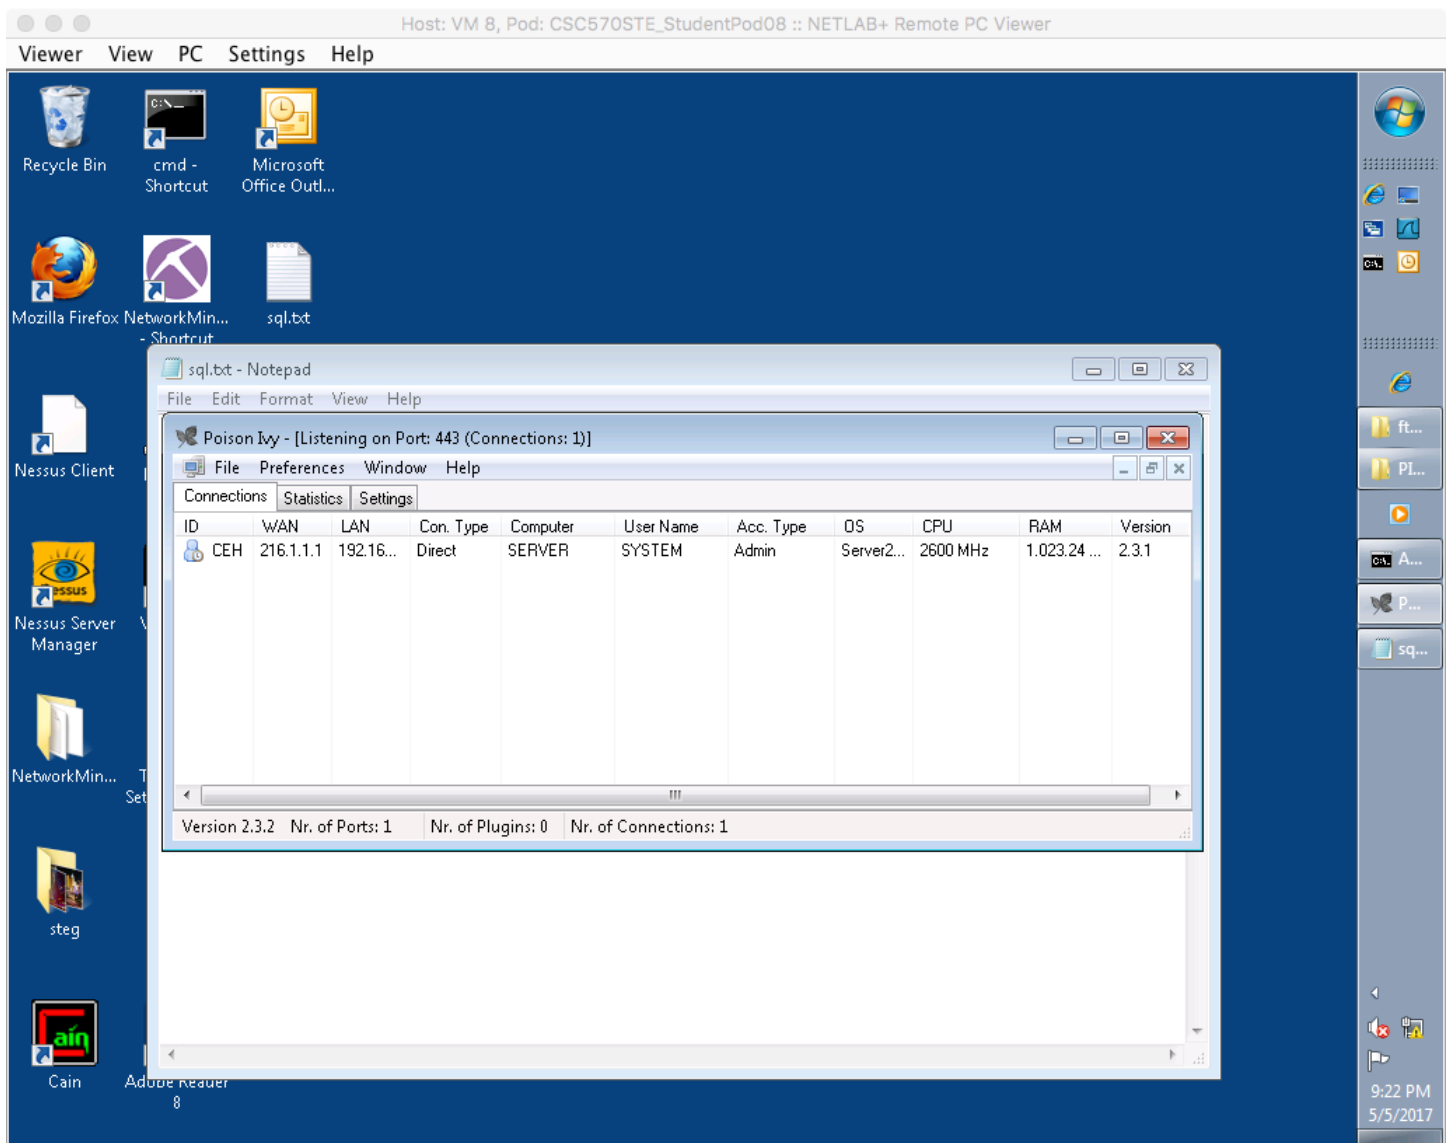 Host: VM 8, Pod: CSC570STE_StudentPod08 :: NETLAB+ Remote PC Viewer
Viewer View PC Settings Help
Recycle Bin
cmd -
Shortcut
Microsoft
Office Outl...
Mozilla Firefox
NetworkMin...
- Shortcut
sql.txt
sql.txt - Notepad
File Edit Format View Help
Nessus Client
Poison Ivy - [Listening on Port: 443 (Connections: 1)]
File Preferences Window Help
Connections Statistics Settings
ID WAN LAN Con. Type Computer User Name Acc. Type OS CPU RAM Version
CEH 216.1.1.1 192.16... Direct SERVER SYSTEM Admin Server2... 2600 MHz 1.023.24 ... 2.3.1
Version 2.3.2 Nr. of Ports: 1 Nr. of Plugins: 0 Nr. of Connections: 1
Nessus Server
Manager
NetworkMin...
Set
steg
Cain
Adobe Reader
8
ft...
PI...
A...
P...
sq...
9:22 PM
5/5/2017